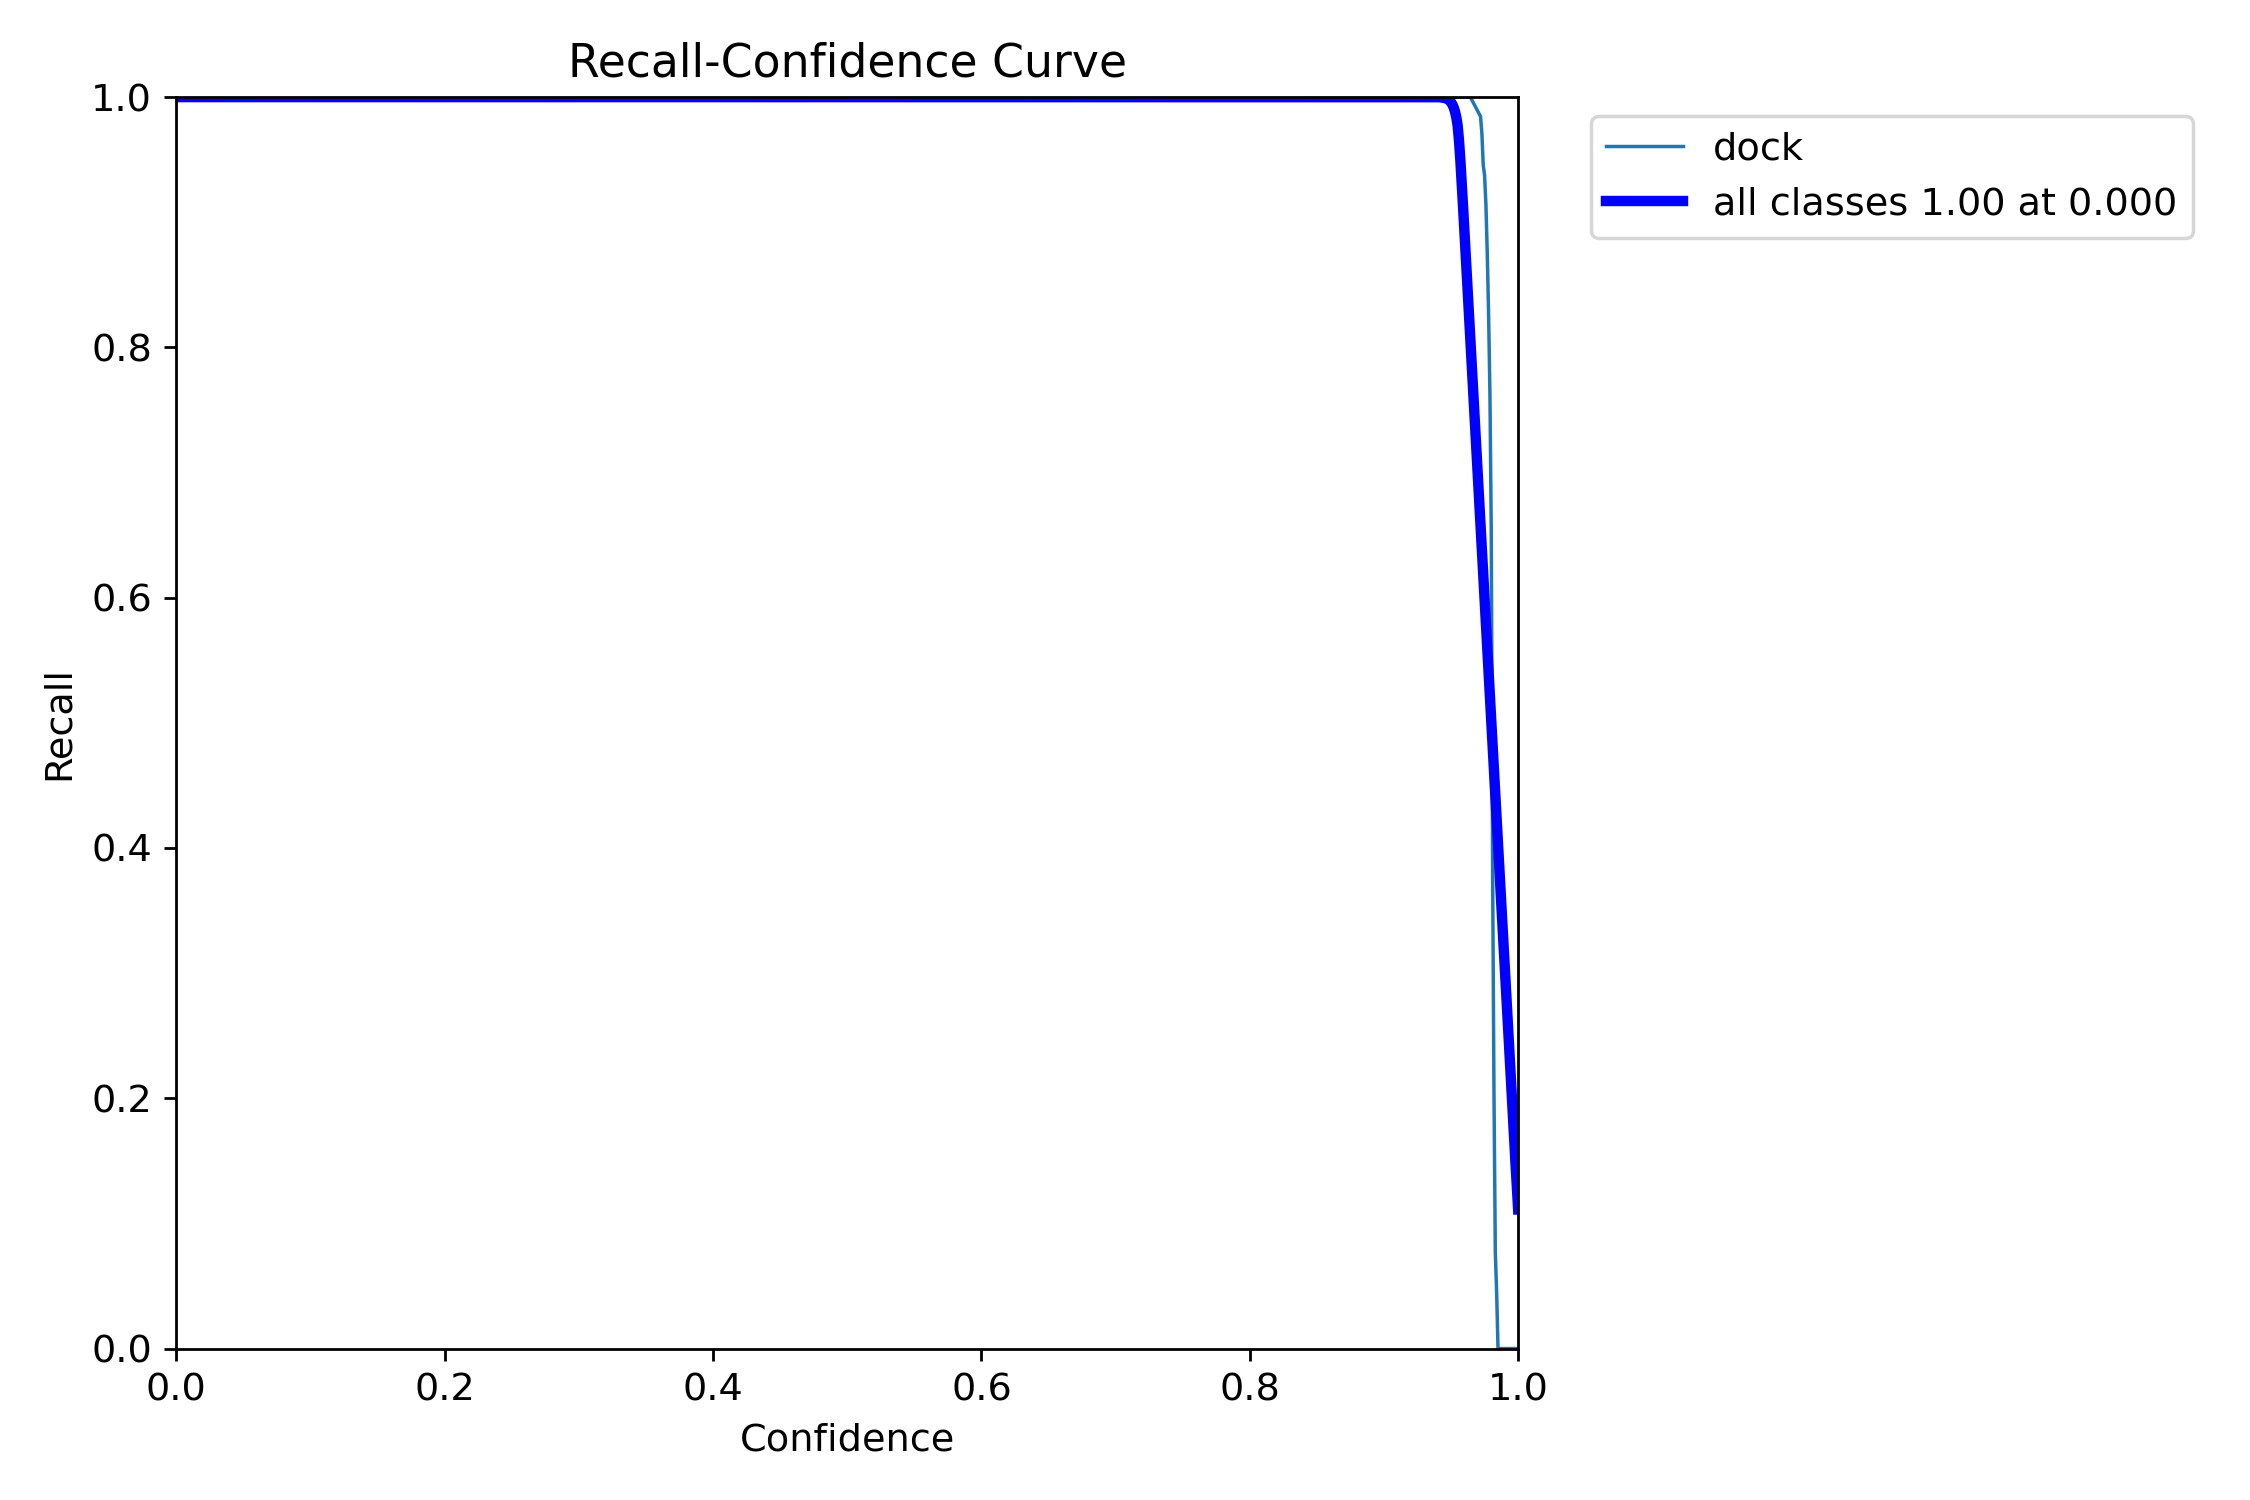 Recall-Confidence Curve
1.0
0.8
0.6
0.4
0.2
0.0
Recall
0.0 0.2 0.4 0.6 0.8 1.0
Confidence
dock
all classes 1.00 at 0.000